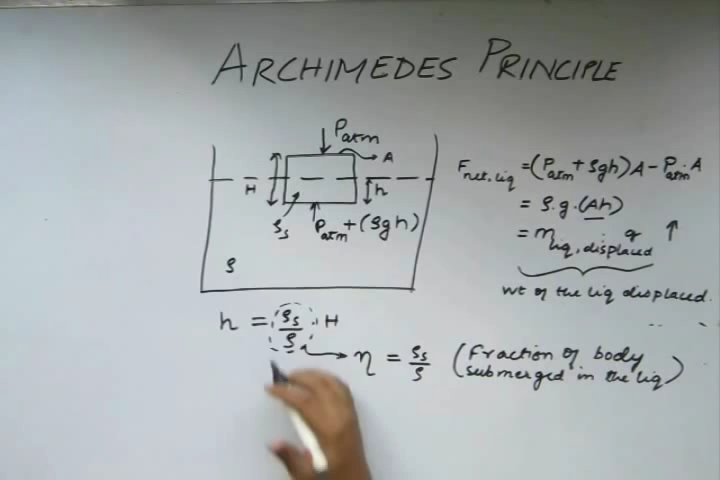 ARCHIMEDES PRINCIPLE
Patm
A
H
h
ρs
Patm + (ρgh)
ρ
Fnet,liq = (Patm + ρgh)A - Patm.A
= ρ.g.(Ah)
= mliq,displaced . g ↑
wt of the liq displaced.
h = ρs/ρ . H
η = ρs/ρ (Fraction of body
submerged in the liq)